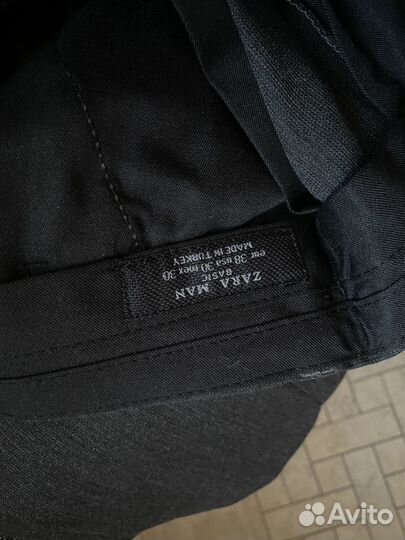 ZARA MAN
BASIC
eur 38 usa 30 mex 30
MADE IN TURKEY
Avito